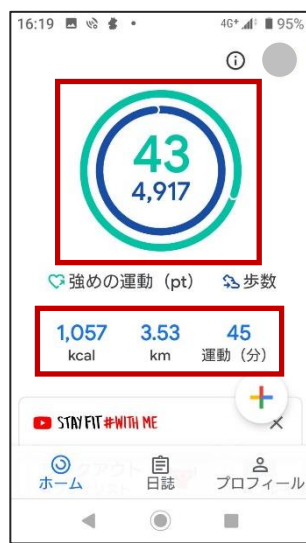 16:19 4G+ 95%
43
4,917
強めの運動（pt） 歩数
1,057 3.53 45
kcal km 運動（分）
STAY FIT #WITH ME
ホーム 日誌 プロフィール